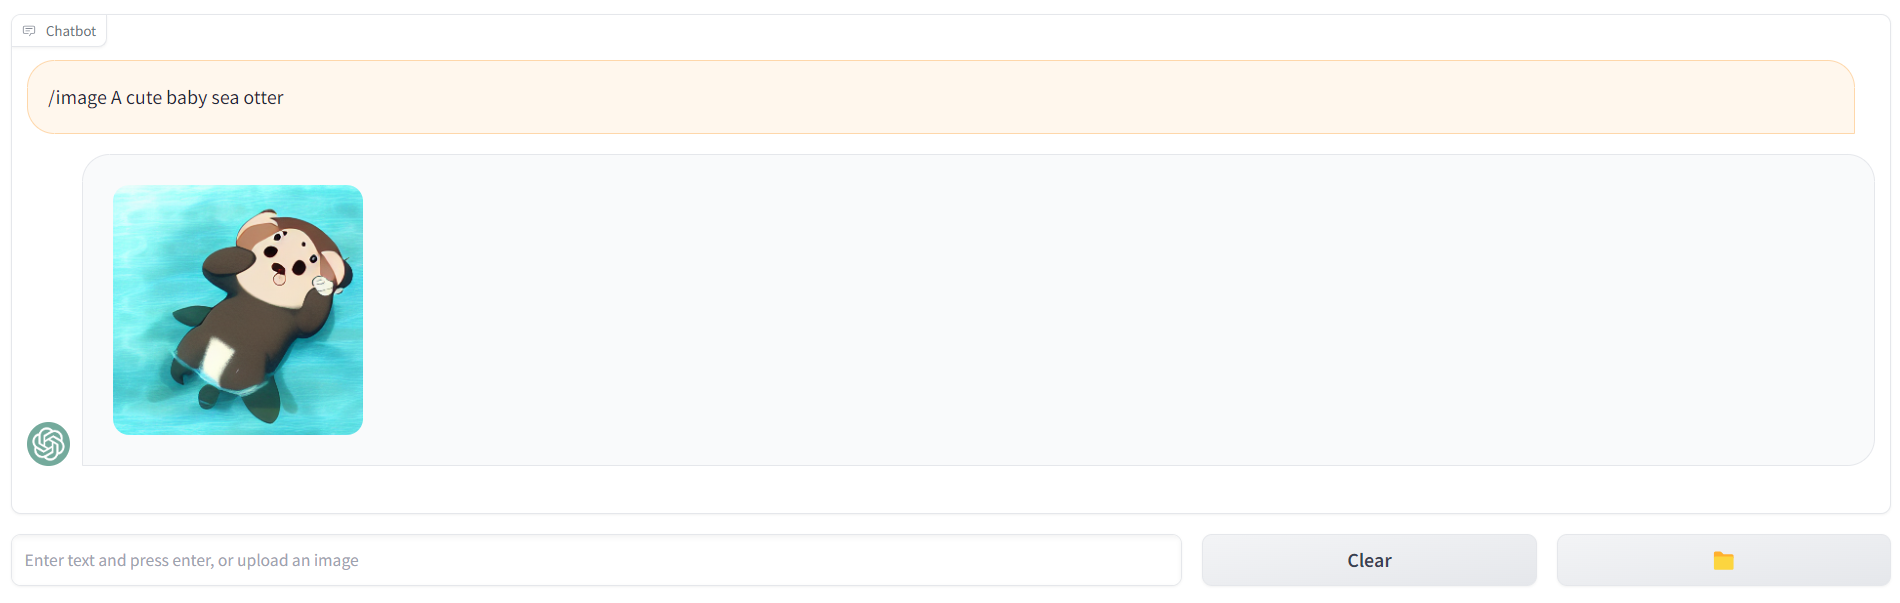 Chatbot
/image A cute baby sea otter
Enter text and press enter, or upload an image
Clear